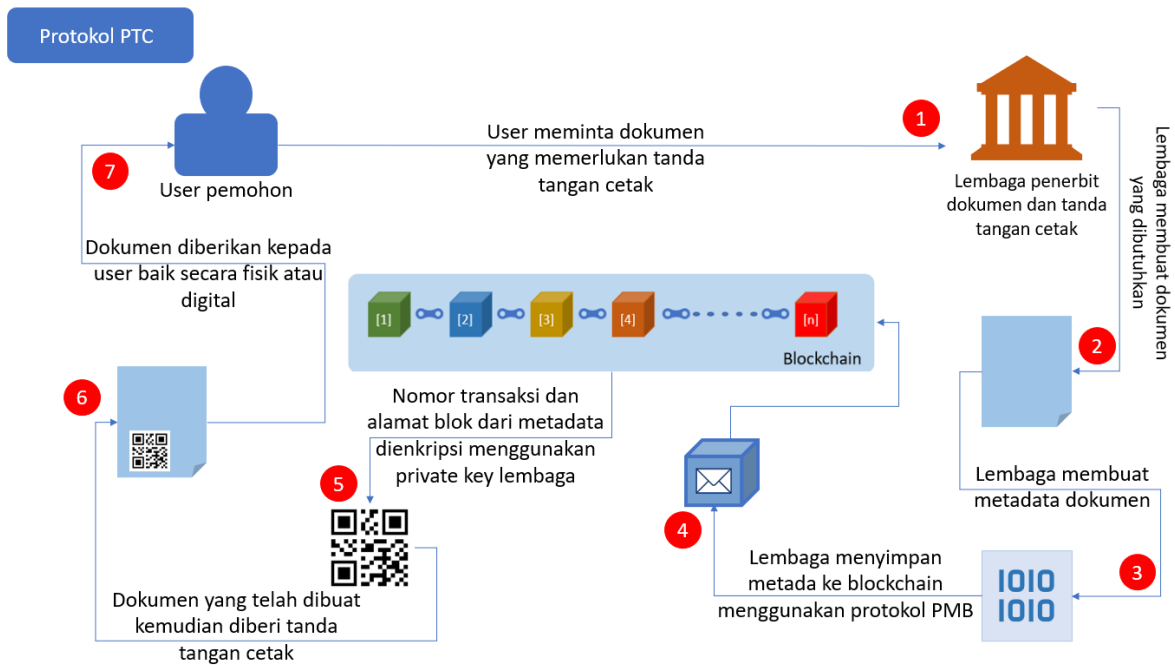 Protokol PTC
User pemohon
1
User meminta dokumen
yang memerlukan tanda
tangan cetak
Lembaga penerbit
dokumen dan tanda
tangan cetak
Lembaga membuat dokumen
yang dibutuhkan
2
Lembaga membuat
metadata dokumen
3
IOIO
IOIO
Lembaga menyimpan
metada ke blockchain
menggunakan protokol PMB
4
[1]
[2]
[3]
[4]
[n]
Blockchain
Nomor transaksi dan
alamat blok dari metadata
dienkripsi menggunakan
private key lembaga
5
Dokumen yang telah dibuat
kemudian diberi tanda
tangan cetak
6
Dokumen diberikan kepada
user baik secara fisik atau
digital
7